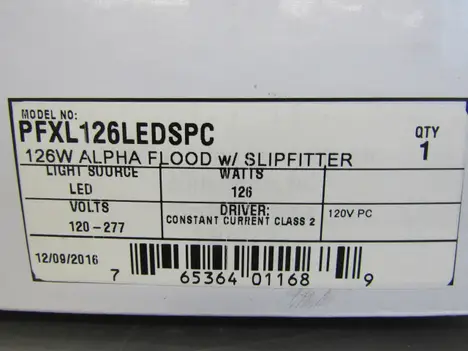 MODEL NO:
PFXL126LEDSPC
QTY
1
126W ALPHA FLOOD w/ SLIPFITTER
LIGHT SOURCE
LED
WATTS
126
VOLTS
120-277
DRIVER;
CONSTANT CURRENT CLASS 2
120V PC
12/09/2016
7 65364 01168 9